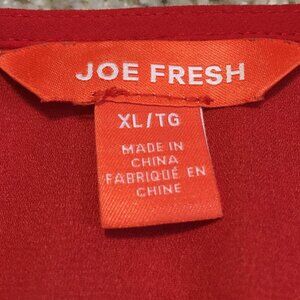 JOE FRESH
XL/TG
MADE IN
CHINA
FABRIQUÉ EN
CHINE